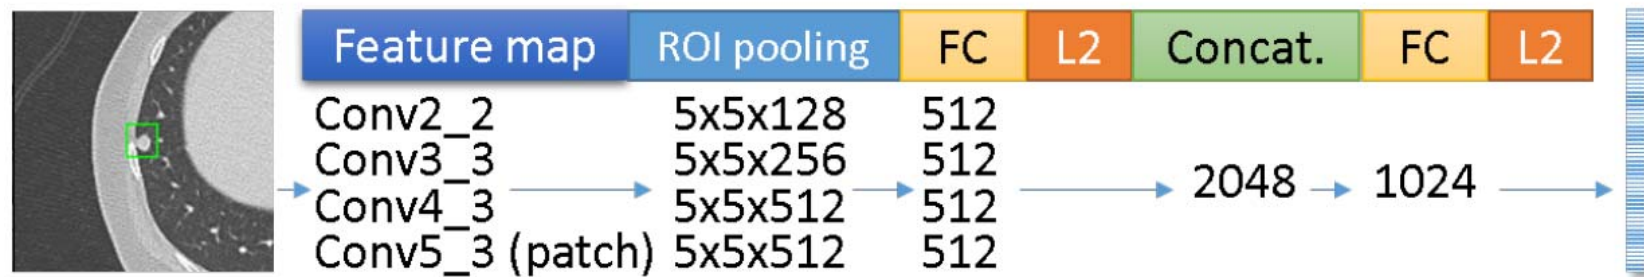 Feature map ROI pooling FC L2 Concat. FC L2
Conv2_2 5x5x128 512
Conv3_3 5x5x256 512
2048 1024
Conv4_3 5x5x512 512
Conv5_3 (patch) 5x5x512 512